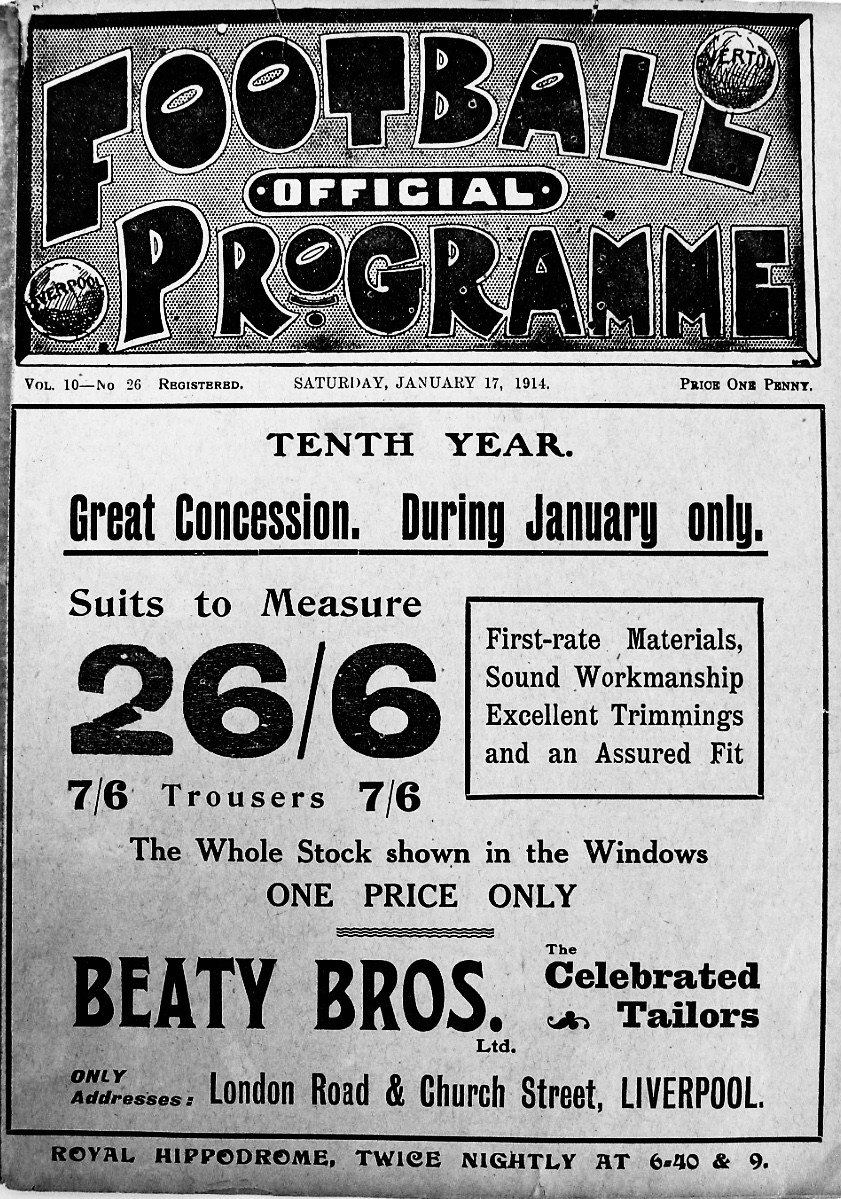 FOOTBALL
EVERTON
OFFICIAL
PROGRAMME
LIVERPOOL
VOL. 10—No 26 REGISTERED. SATURDAY, JANUARY 17, 1914. PRICE ONE PENNY.
TENTH YEAR.
Great Concession. During January only.
Suits to Measure
26/6
7/6 Trousers 7/6
First-rate Materials,
Sound Workmanship
Excellent Trimmings
and an Assured Fit
The Whole Stock shown in the Windows
ONE PRICE ONLY
BEATY BROS.
Ltd.
The
Celebrated
Tailors
ONLY
Addresses: London Road & Church Street, LIVERPOOL.
ROYAL HIPPODROME, TWICE NIGHTLY AT 6-40 & 9.